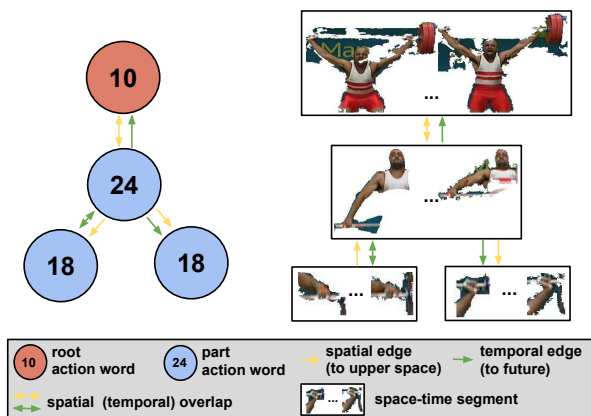 10
24
18
18
Mar
...
...
...
...
10
root
action word
24
part
action word
spatial edge
(to upper space)
temporal edge
(to future)
spatial (temporal) overlap
...
space-time segment